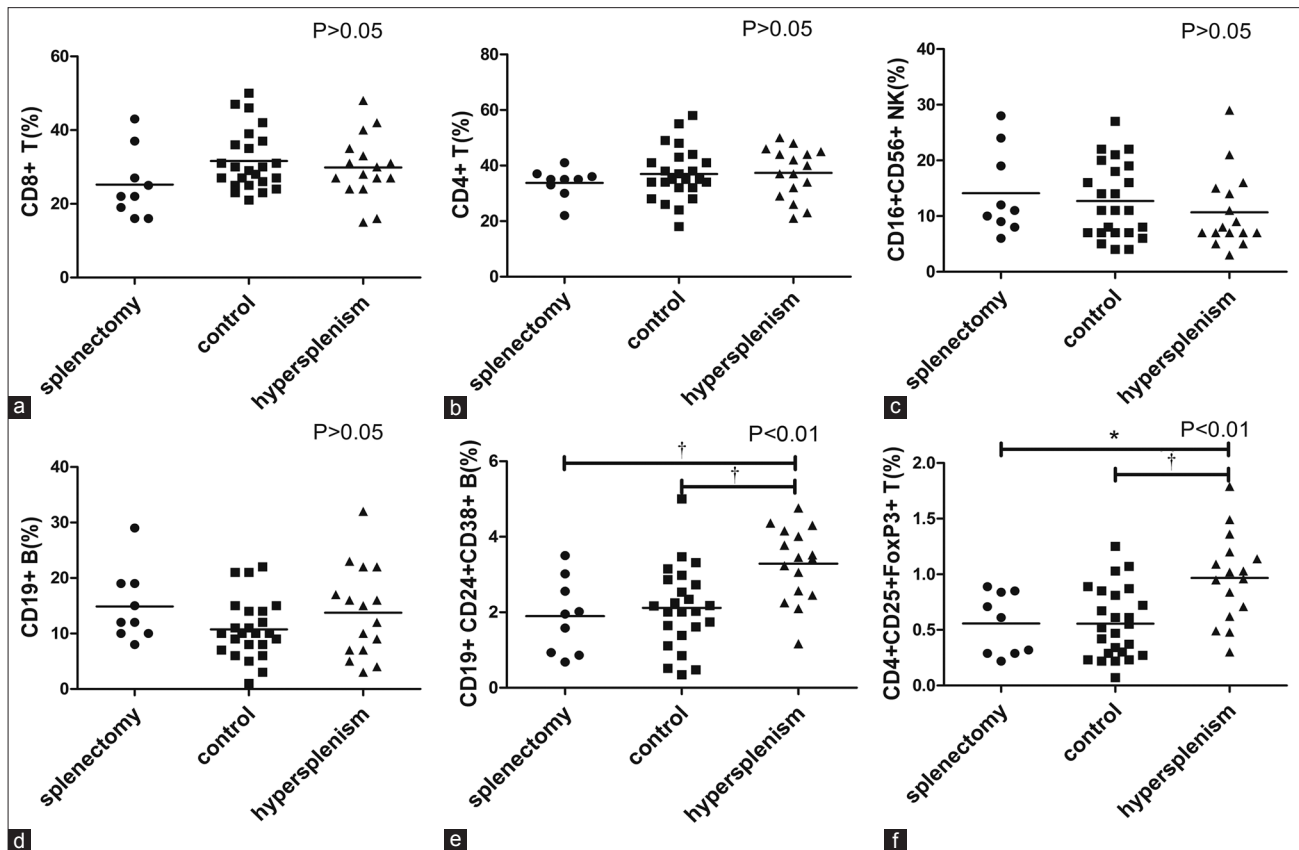 P>0.05
60
40
20
0
CD8+ T(%)
splenectomy
control
hypersplenism
a
P>0.05
80
60
40
20
0
CD4+ T(%)
splenectomy
control
hypersplenism
b
P>0.05
40
30
20
10
0
CD16+CD56+ NK(%)
splenectomy
control
hypersplenism
c
P>0.05
40
30
20
10
0
CD19+ B(%)
splenectomy
control
hypersplenism
d
P<0.01
†
†
6
4
2
0
CD19+ CD24+CD38+ B(%)
splenectomy
control
hypersplenism
e
P<0.01
*
†
2.0
1.5
1.0
0.5
0.0
CD4+CD25+FoxP3+ T(%)
splenectomy
control
hypersplenism
f